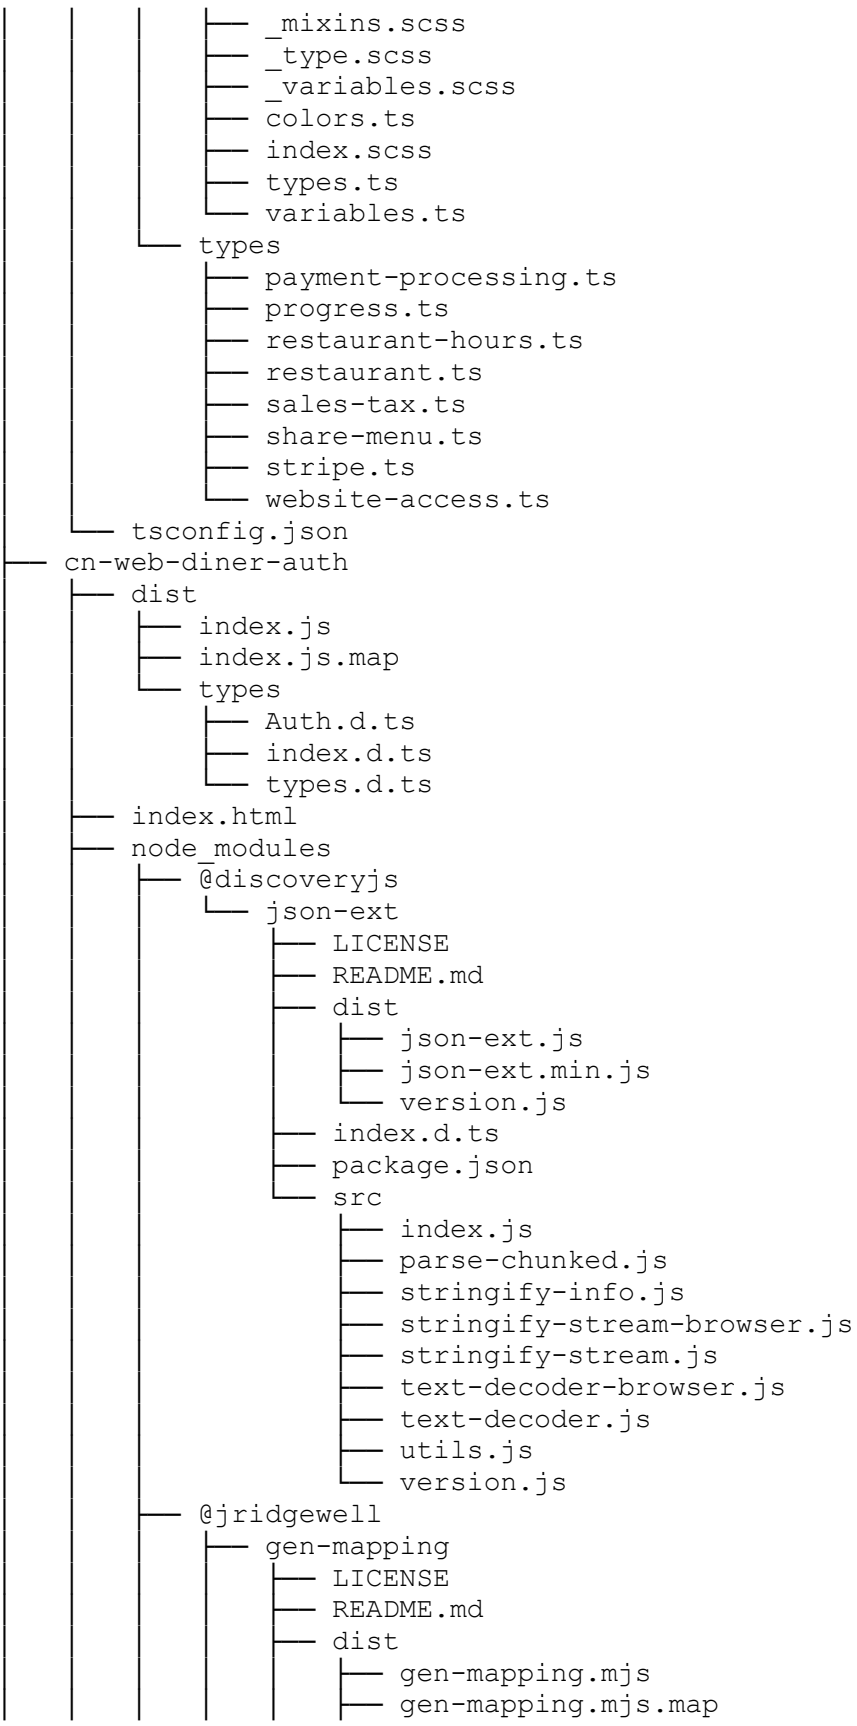 │   │   │   ├── _mixins.scss
│   │   │   ├── _type.scss
│   │   │   ├── _variables.scss
│   │   │   ├── colors.ts
│   │   │   ├── index.scss
│   │   │   ├── types.ts
│   │   │   └── variables.ts
│   │   └── types
│   │       ├── payment-processing.ts
│   │       ├── progress.ts
│   │       ├── restaurant-hours.ts
│   │       ├── restaurant.ts
│   │       ├── sales-tax.ts
│   │       ├── share-menu.ts
│   │       ├── stripe.ts
│   │       └── website-access.ts
│   └── tsconfig.json
├── cn-web-diner-auth
│   ├── dist
│   │   ├── index.js
│   │   ├── index.js.map
│   │   └── types
│   │       ├── Auth.d.ts
│   │       ├── index.d.ts
│   │       └── types.d.ts
│   ├── index.html
│   ├── node_modules
│   │   ├── @discoveryjs
│   │   │   └── json-ext
│   │   │       ├── LICENSE
│   │   │       ├── README.md
│   │   │       ├── dist
│   │   │       │   ├── json-ext.js
│   │   │       │   ├── json-ext.min.js
│   │   │       │   └── version.js
│   │   │       ├── index.d.ts
│   │   │       ├── package.json
│   │   │       └── src
│   │   │           ├── index.js
│   │   │           ├── parse-chunked.js
│   │   │           ├── stringify-info.js
│   │   │           ├── stringify-stream-browser.js
│   │   │           ├── stringify-stream.js
│   │   │           ├── text-decoder-browser.js
│   │   │           ├── text-decoder.js
│   │   │           ├── utils.js
│   │   │           └── version.js
│   │   ├── @jridgewell
│   │   │   ├── gen-mapping
│   │   │   │   ├── LICENSE
│   │   │   │   ├── README.md
│   │   │   │   ├── dist
│   │   │   │   │   ├── gen-mapping.mjs
│   │   │   │   │   ├── gen-mapping.mjs.map